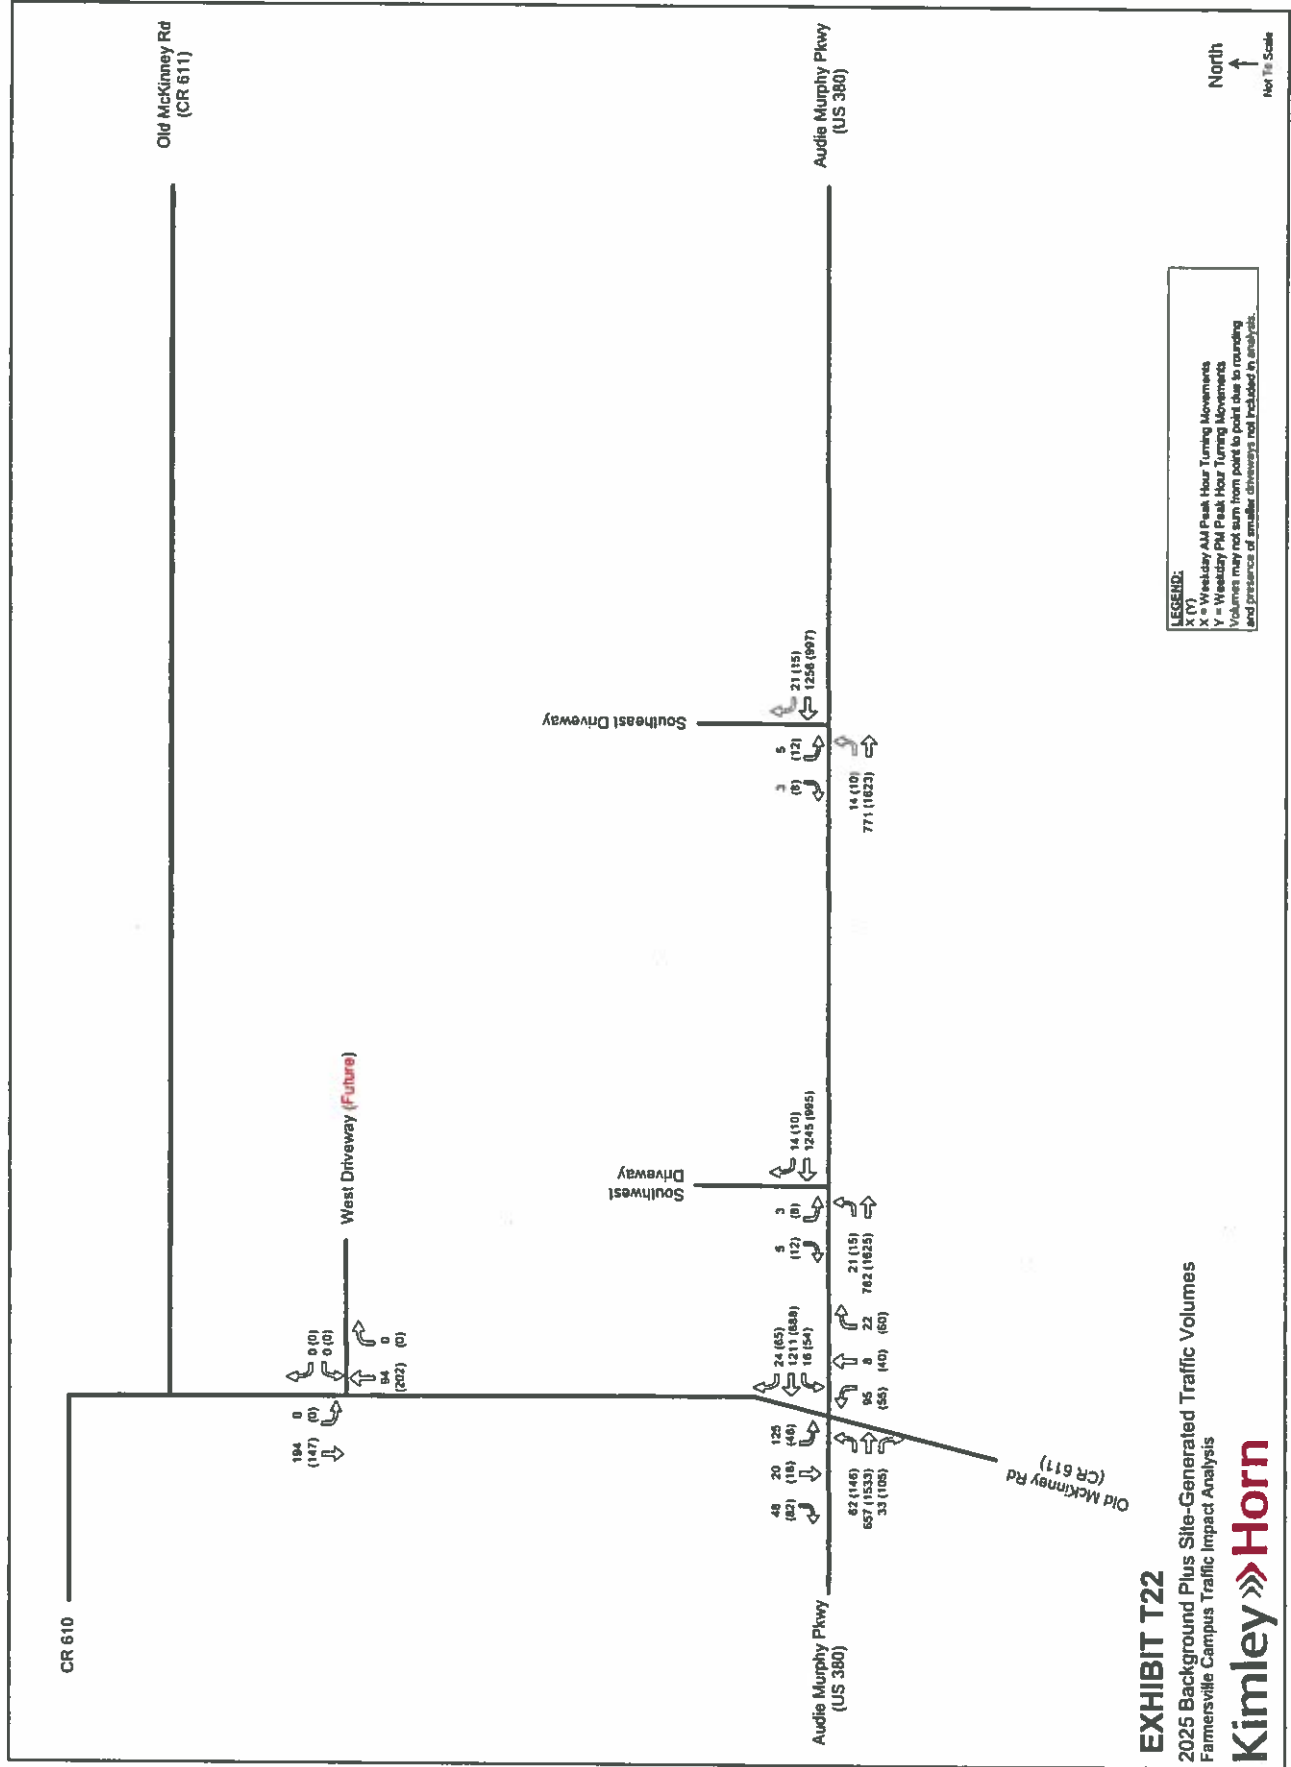 CR 610
Old McKinney Rd
(CR 611)
194
(147)
0
(0)
0 (0)
0 (0)
West Driveway (Future)
94
(202)
0
(0)
Southwest
Driveway
Southeast Driveway
48
(82)
20
(18)
125
(46)
24 (65)
1211 (888)
16 (54)
5
(12)
3
(8)
14 (10)
1245 (995)
3
(8)
5
(12)
21 (15)
1256 (997)
Audie Murphy Pkwy
(US 380)
Audie Murphy Pkwy
(US 380)
62 (146)
657 (1533)
33 (105)
95
(55)
8
(40)
22
(60)
21 (15)
782 (1625)
14 (10)
771 (1623)
Old McKinney Rd
(CR 611)
EXHIBIT T22
2025 Background Plus Site-Generated Traffic Volumes
Farmersville Campus Traffic Impact Analysis
Kimley»Horn
LEGEND:
X (Y)
X = Weekday AM Peak Hour Turning Movements
Y = Weekday PM Peak Hour Turning Movements
Volumes may not sum from point to point due to rounding
and presence of smaller driveways not included in analysis.
North
Not To Scale